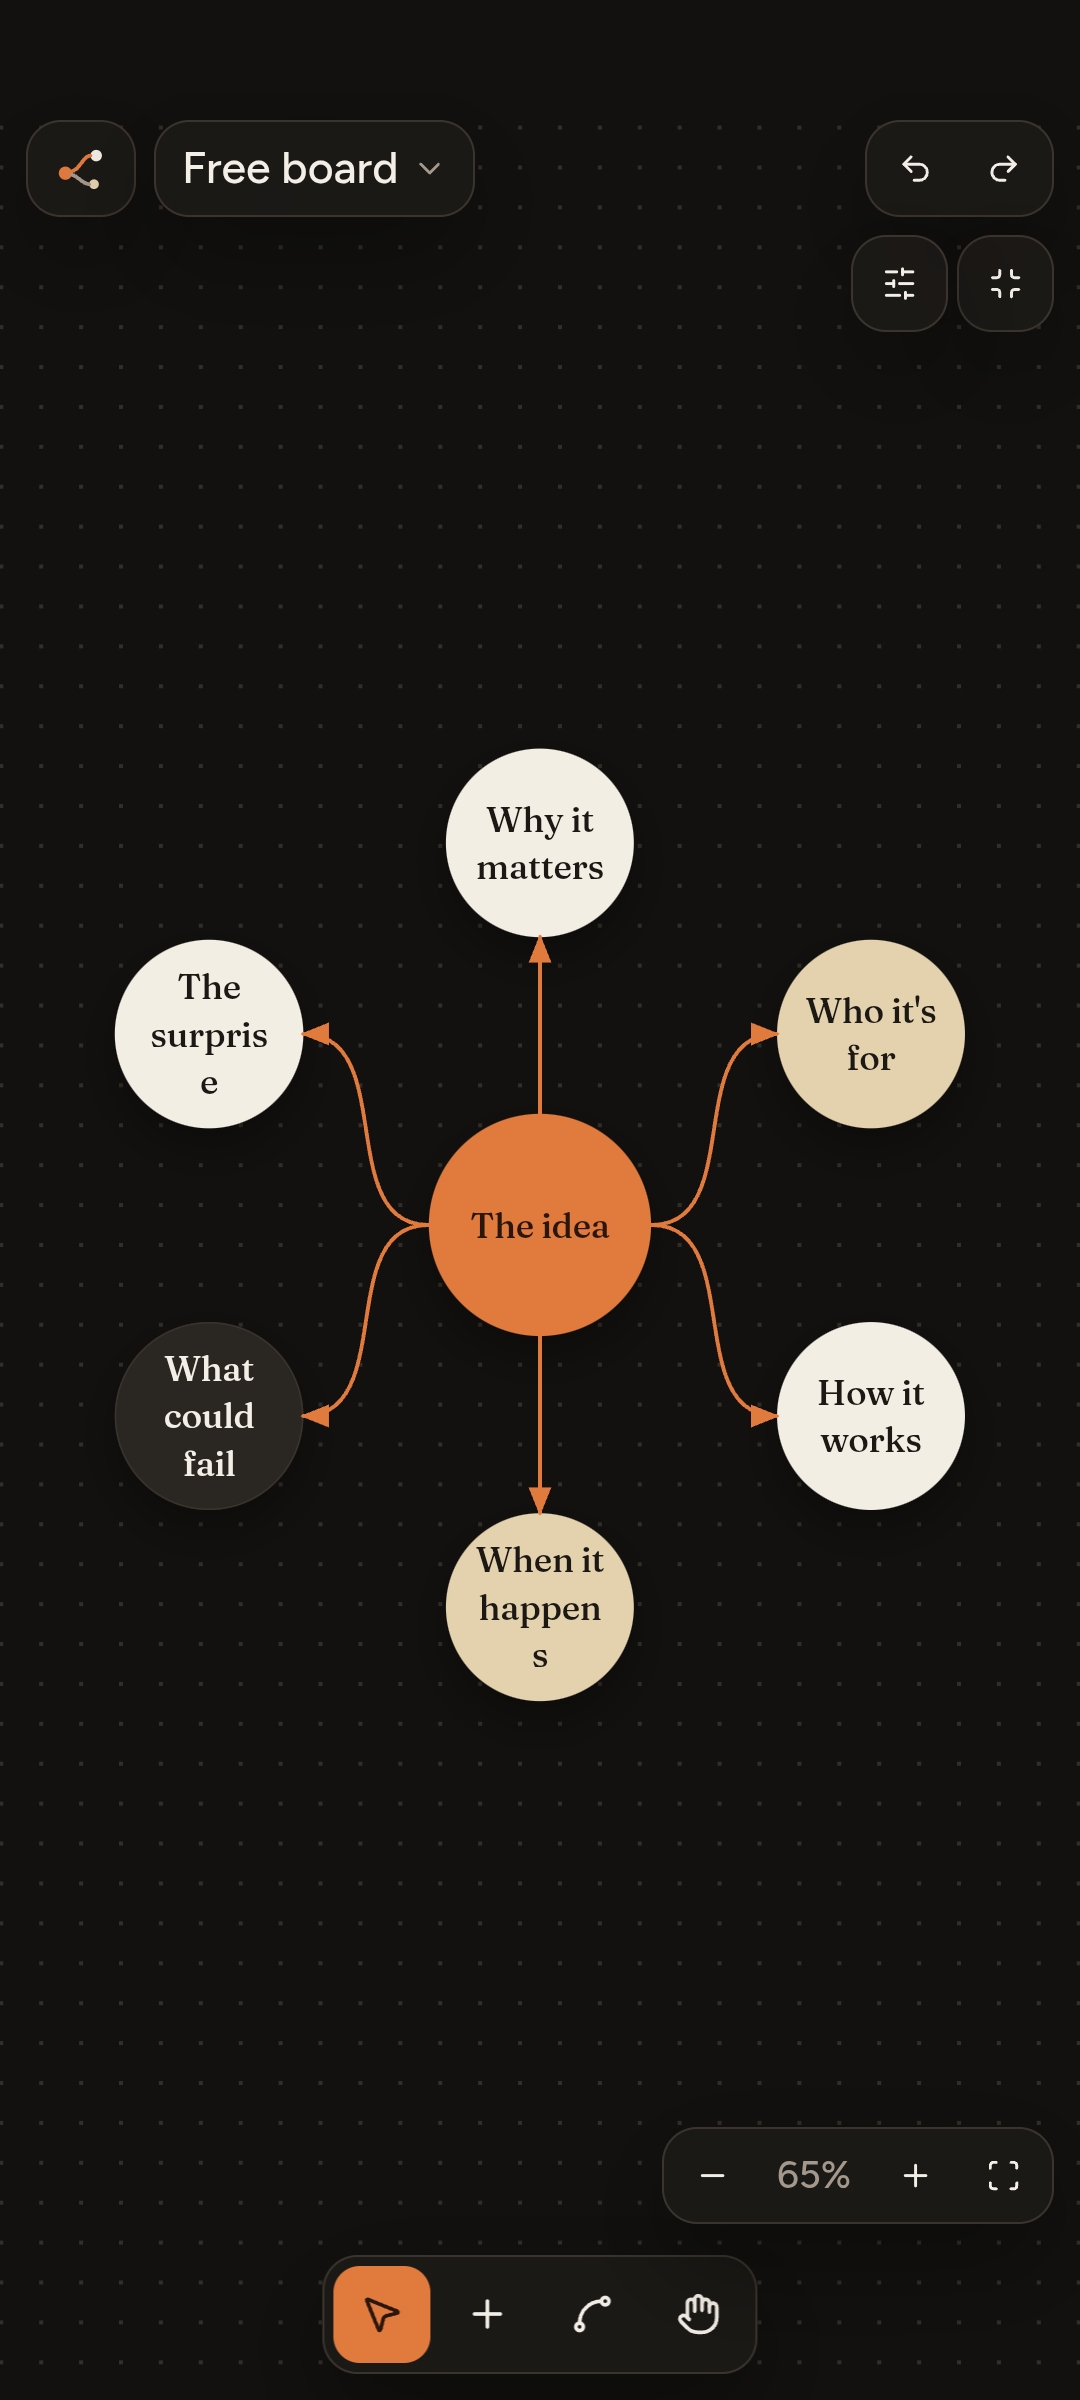 Free board
Why it
matters
The
surpris
e
Who it's
for
The idea
What
could
fail
How it
works
When it
happen
s
65%